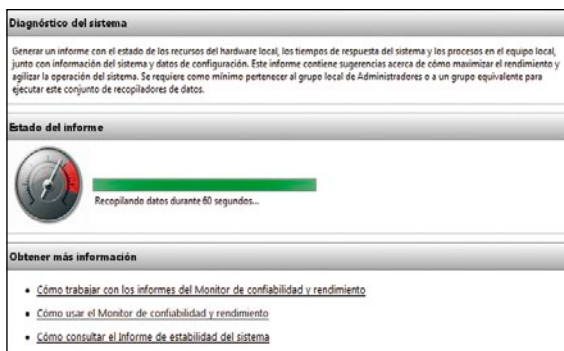 Diagnóstico del sistema
Generar un informe con el estado de los recursos del hardware local, los tiempos de respuesta del sistema y los procesos en el equipo local,
junto con información del sistema y datos de configuración. Este informe contiene sugerencias acerca de cómo maximizar el rendimiento y
agilizar la operación del sistema. Se requiere como mínimo pertenecer al grupo local de Administradores o a un grupo equivalente para
ejecutar este conjunto de recopiladores de datos.
Estado del informe
Recopilando datos durante 60 segundos...
Obtener más información
• Cómo trabajar con los informes del Monitor de confiabilidad y rendimiento
• Cómo usar el Monitor de confiabilidad y rendimiento
• Cómo consultar el Informe de estabilidad del sistema